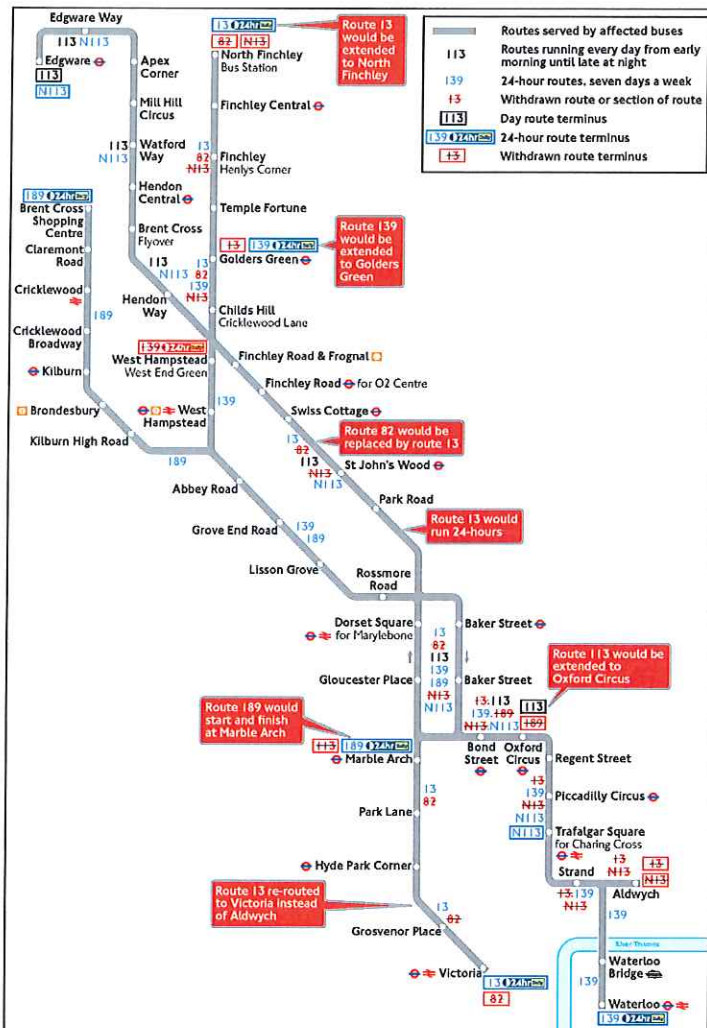 Edgware Way
113 N113
Edgware
113
N113
Apex
Corner
Mill Hill
Circus
113
N113
Watford
Way
Hendon
Central
Brent Cross
Flyover
113
N113
Hendon
Way
13 24hr
82 N13
North Finchley
Bus Station
Route 13
would be
extended
to North
Finchley
Finchley Central
13
82
N13
Finchley
Henlys Corner
Temple Fortune
13 139 24hr
Golders Green
Route 139
would be
extended
to Golders
Green
13
82
139
N13
Childs Hill
Cricklewood Lane
Routes served by affected buses
113
Routes running every day from early
morning until late at night
139
24-hour routes, seven days a week
13
Withdrawn route or section of route
113
Day route terminus
139 24hr
24-hour route terminus
13
Withdrawn route terminus
189 24hr
Brent Cross
Shopping
Centre
Claremont
Road
Cricklewood
189
Cricklewood
Broadway
Kilburn
Brondesbury
Kilburn High Road
189
139 24hr
West Hampstead
West End Green
139
West
Hampstead
Finchley Road & Frognal
Finchley Road for O2 Centre
Swiss Cottage
13
82
113
N13
N113
Route 82 would be
replaced by route 13
St John's Wood
Park Road
Route 13 would
run 24-hours
Abbey Road
Grove End Road
139
189
Lisson Grove
Rossmore
Road
Dorset Square
for Marylebone
Gloucester Place
13
82
113
139
189
N13
N113
Baker Street
Baker Street
Route 113 would be
extended to
Oxford Circus
13 113
139 189
N13 N113
113
189
Bond
Street
Oxford
Circus
Route 189 would
start and finish
at Marble Arch
113 189 24hr
Marble Arch
13
82
Park Lane
Hyde Park Corner
Route 13 re-routed
to Victoria instead
of Aldwych
13
82
Grosvenor Place
Victoria
13 24hr
82
Regent Street
13
139
N13
N113
Piccadilly Circus
N113
Trafalgar Square
for Charing Cross
Strand
13 139
N13
13
N13
13
N13
Aldwych
139
River Thames
Waterloo
Bridge
139
Waterloo
139 24hr